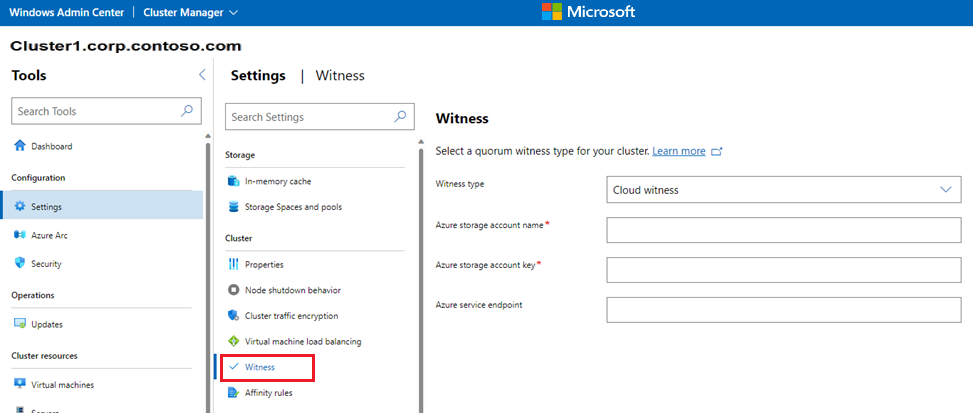 Windows Admin Center | Cluster Manager
Microsoft
Cluster1.corp.contoso.com
Tools
Search Tools
Dashboard
Configuration
Settings
Azure Arc
Security
Operations
Updates
Cluster resources
Virtual machines
Settings | Witness
Search Settings
Storage
In-memory cache
Storage Spaces and pools
Cluster
Properties
Node shutdown behavior
Cluster traffic encryption
Virtual machine load balancing
Witness
Affinity rules
Witness
Select a quorum witness type for your cluster. Learn more
Witness type
Cloud witness
Azure storage account name*
Azure storage account key*
Azure service endpoint